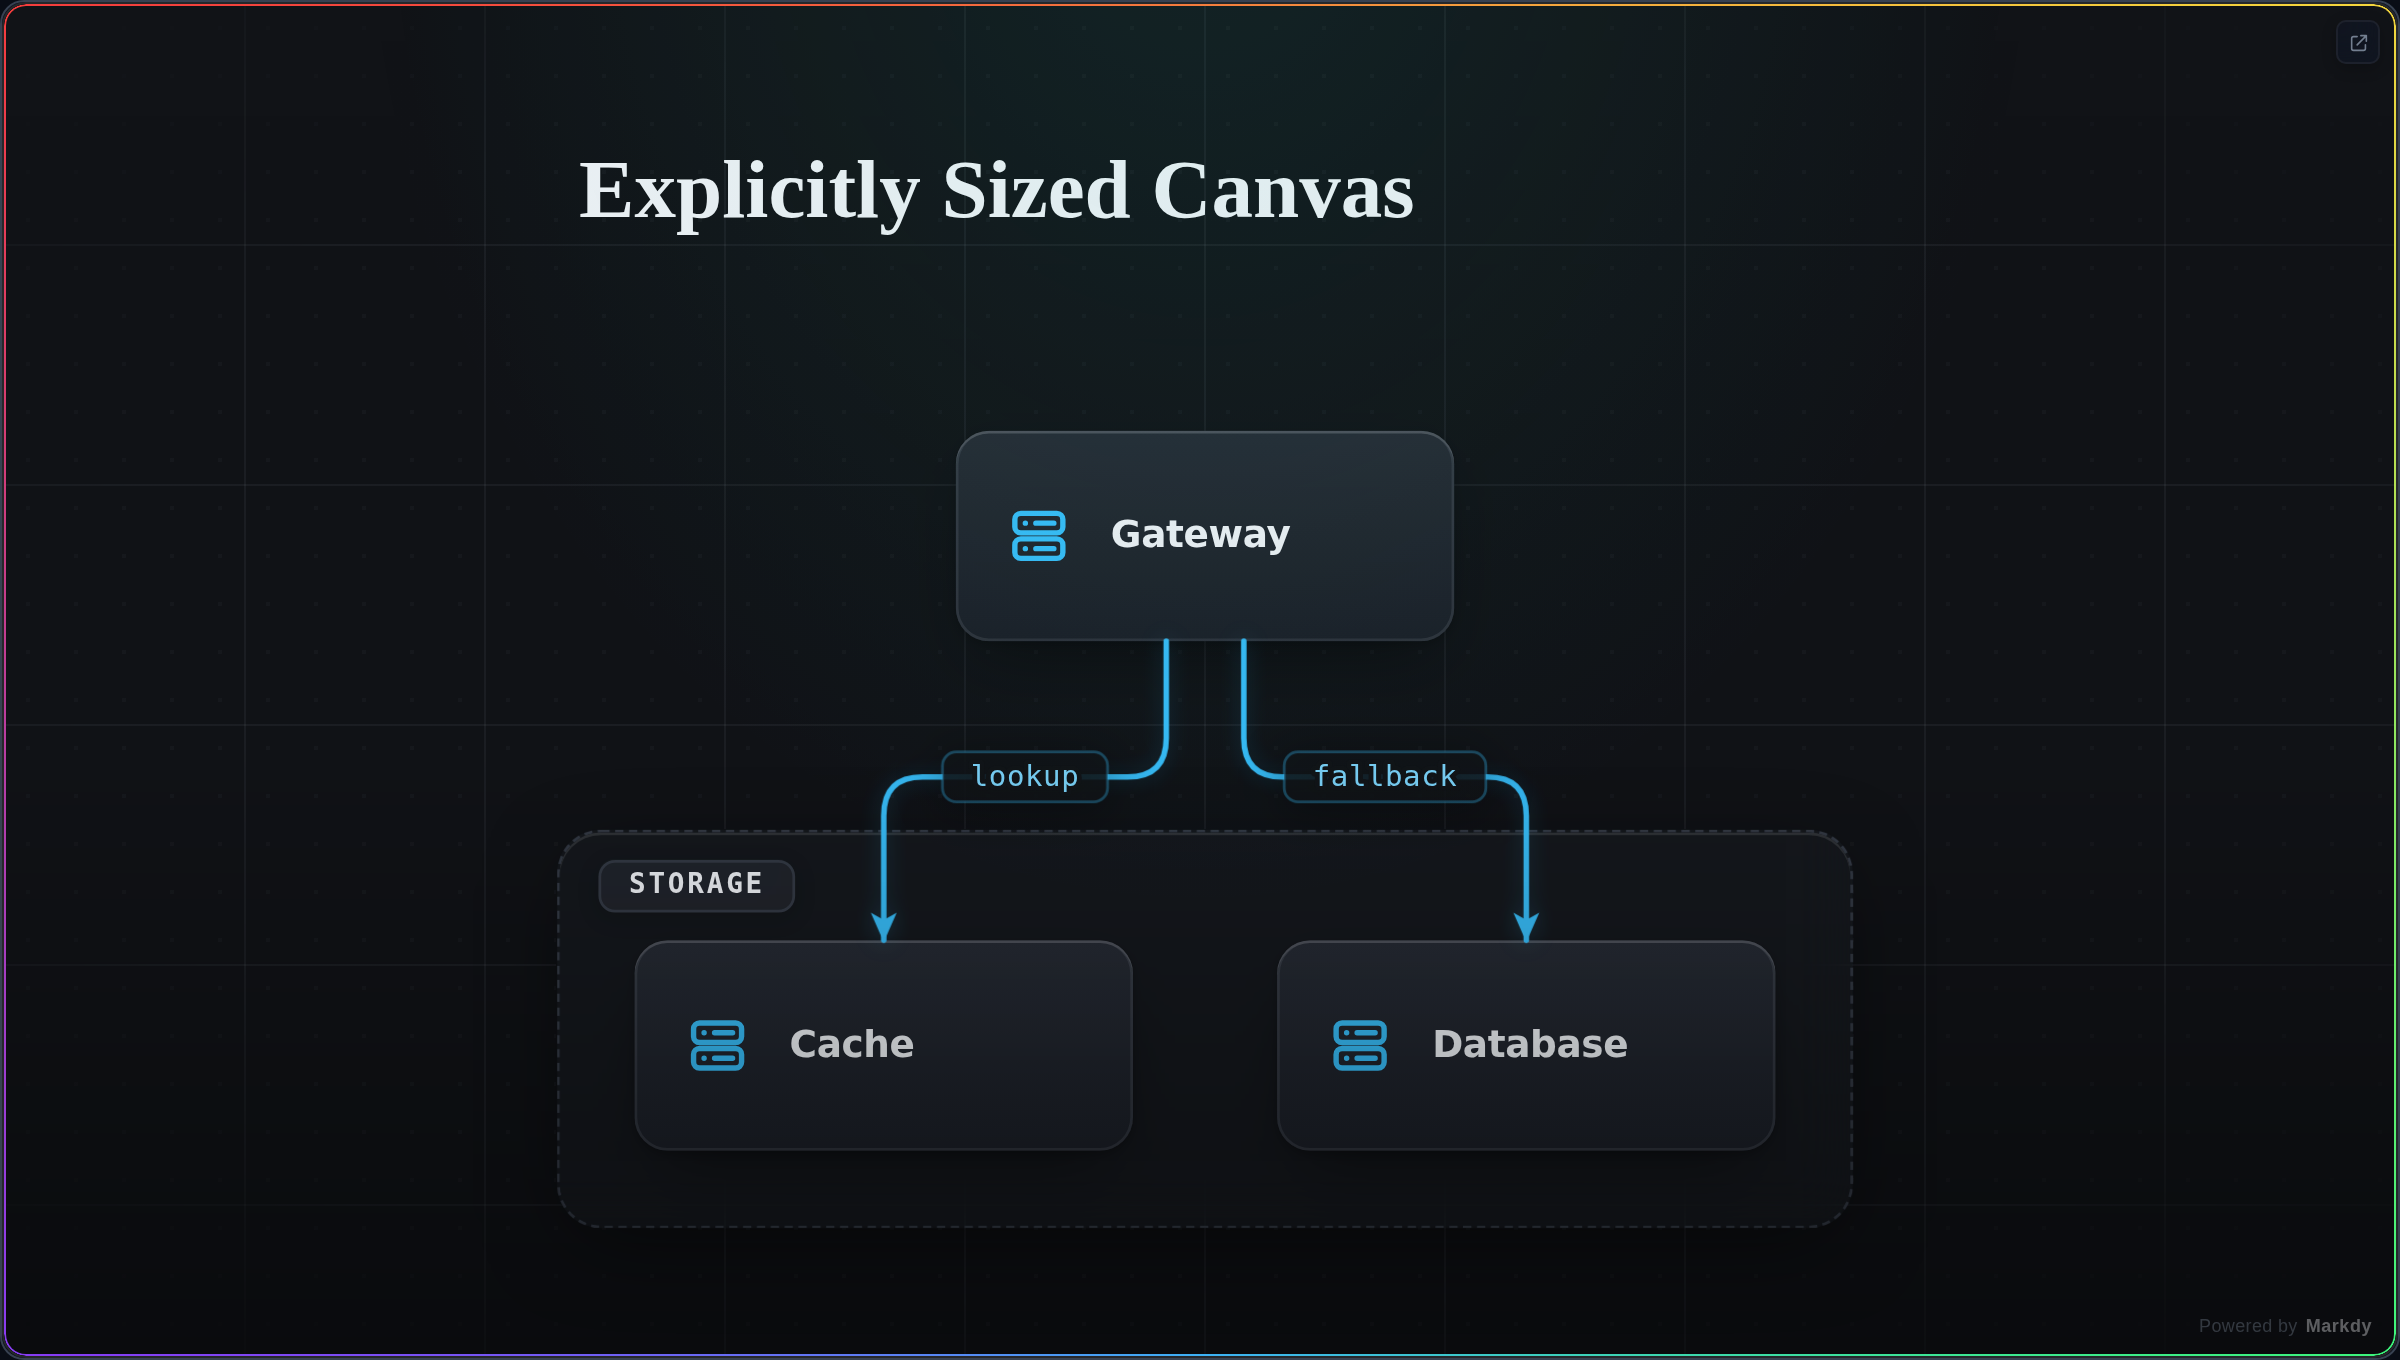 Explicitly Sized Canvas
Gateway
lookup
fallback
STORAGE
Cache
Database
Powered by Markdy